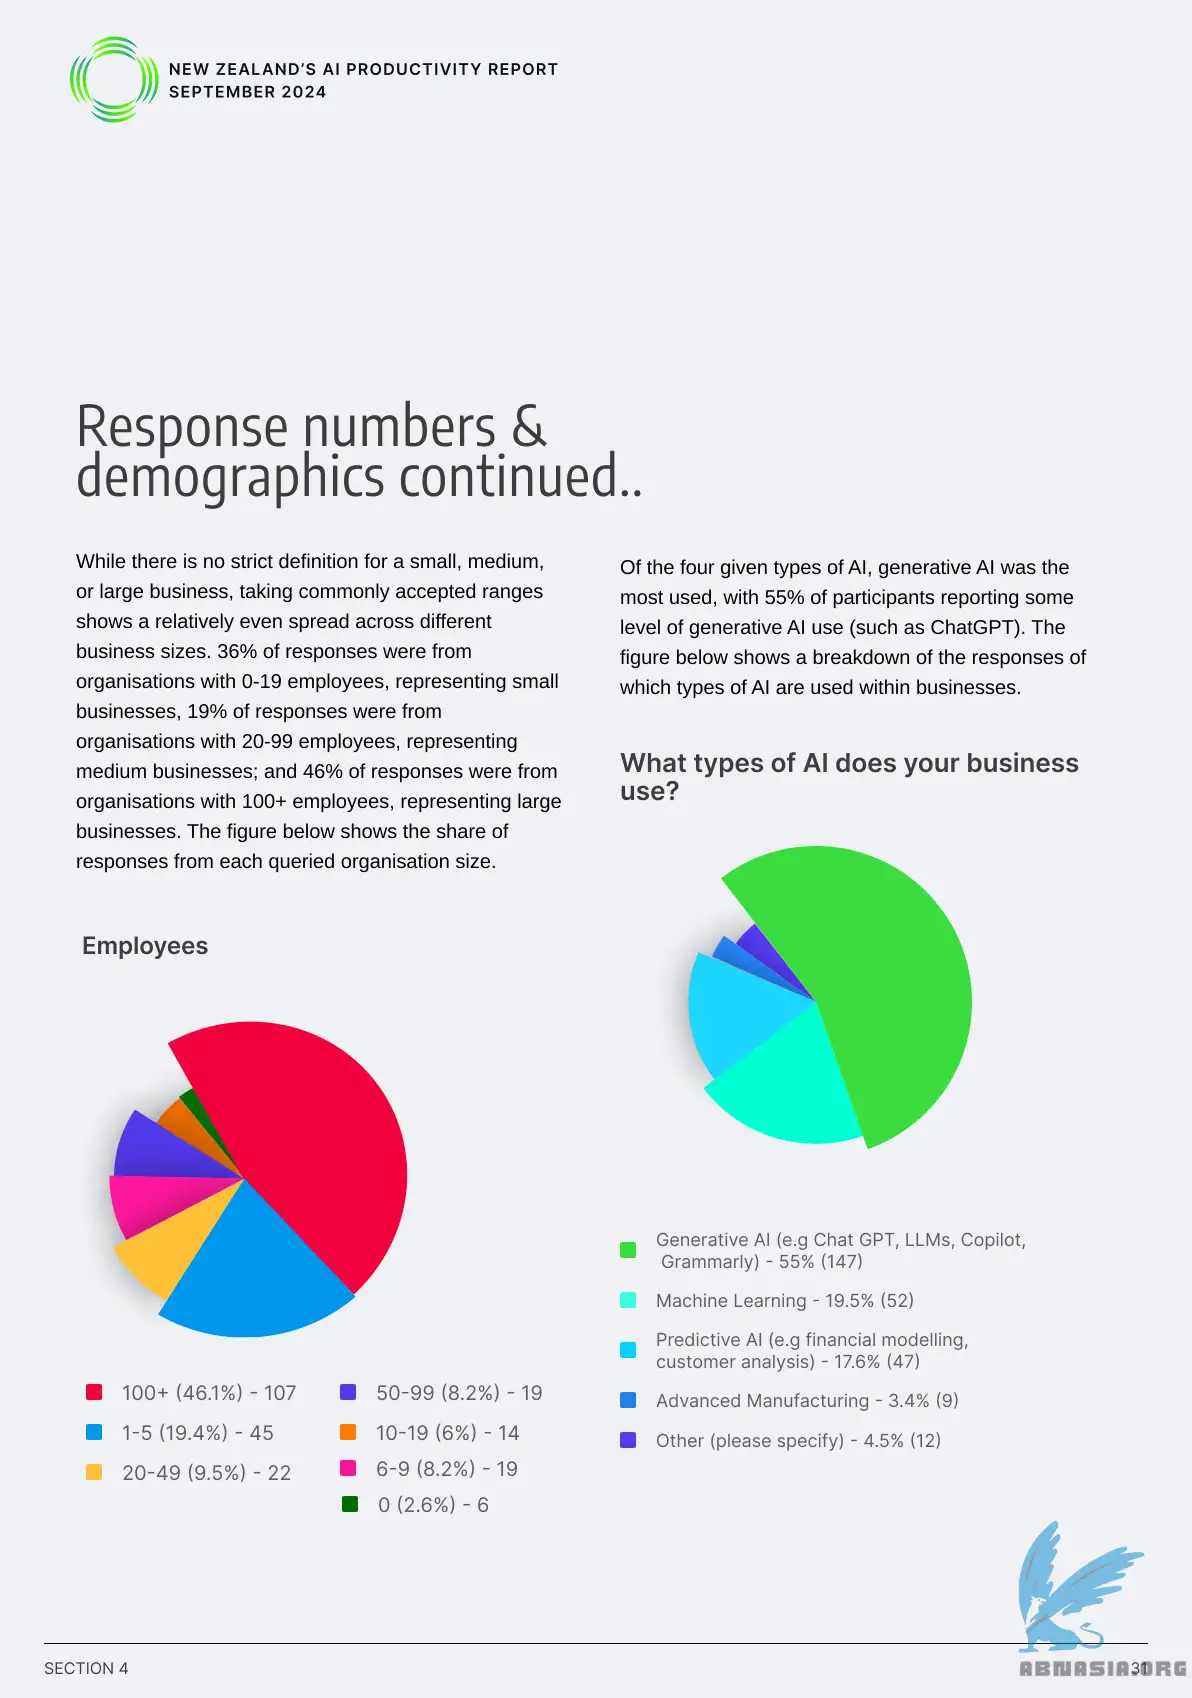 NEW ZEALAND'S AI PRODUCTIVITY REPORT
SEPTEMBER 2024
Response numbers &
demographics continued..
While there is no strict definition for a small, medium,
or large business, taking commonly accepted ranges
shows a relatively even spread across different
business sizes. 36% of responses were from
organisations with 0-19 employees, representing small
businesses, 19% of responses were from
organisations with 20-99 employees, representing
medium businesses; and 46% of responses were from
organisations with 100+ employees, representing large
businesses. The figure below shows the share of
responses from each queried organisation size.
Employees
100+ (46.1%) - 107
1-5 (19.4%) - 45
20-49 (9.5%) - 22
50-99 (8.2%) - 19
10-19 (6%) - 14
6-9 (8.2%) - 19
0 (2.6%) - 6
Of the four given types of AI, generative AI was the
most used, with 55% of participants reporting some
level of generative AI use (such as ChatGPT). The
figure below shows a breakdown of the responses of
which types of AI are used within businesses.
What types of AI does your business
use?
Generative AI (e.g Chat GPT, LLMs, Copilot,
Grammarly) - 55% (147)
Machine Learning - 19.5% (52)
Predictive AI (e.g financial modelling,
customer analysis) - 17.6% (47)
Advanced Manufacturing - 3.4% (9)
Other (please specify) - 4.5% (12)
SECTION 4
31
ABNASIA.ORG